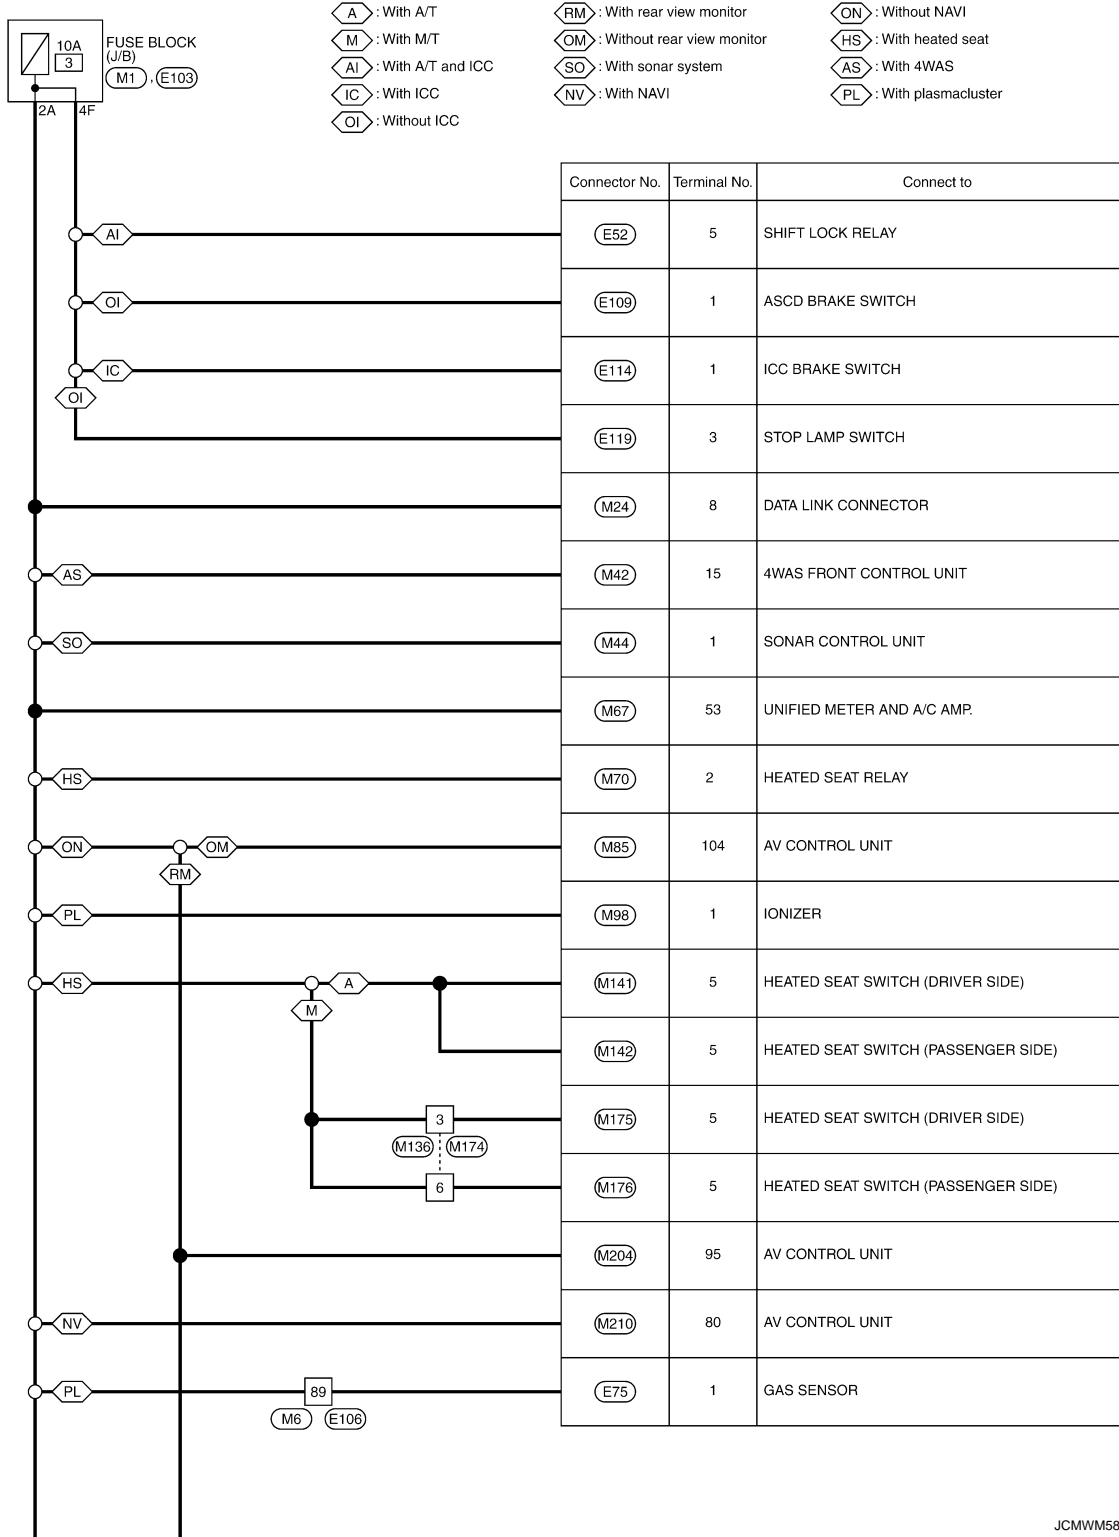 10A
3
FUSE BLOCK
(J/B)
M1 , E103
2A 4F
A : With A/T
M : With M/T
AI : With A/T and ICC
IC : With ICC
OI : Without ICC
RM : With rear view monitor
OM : Without rear view monitor
SO : With sonar system
NV : With NAVI
ON : Without NAVI
HS : With heated seat
AS : With 4WAS
PL : With plasmacluster
Connector No. Terminal No. Connect to
AI E52 5 SHIFT LOCK RELAY
OI E109 1 ASCD BRAKE SWITCH
IC E114 1 ICC BRAKE SWITCH
OI
E119 3 STOP LAMP SWITCH
M24 8 DATA LINK CONNECTOR
AS M42 15 4WAS FRONT CONTROL UNIT
SO M44 1 SONAR CONTROL UNIT
M67 53 UNIFIED METER AND A/C AMP.
HS M70 2 HEATED SEAT RELAY
ON OM M85 104 AV CONTROL UNIT
RM
PL M98 1 IONIZER
HS A M141 5 HEATED SEAT SWITCH (DRIVER SIDE)
M
M142 5 HEATED SEAT SWITCH (PASSENGER SIDE)
3 M175 5 HEATED SEAT SWITCH (DRIVER SIDE)
M136 M174
6 M176 5 HEATED SEAT SWITCH (PASSENGER SIDE)
M204 95 AV CONTROL UNIT
NV M210 80 AV CONTROL UNIT
PL 89 E75 1 GAS SENSOR
M6 E106
JCMWM58